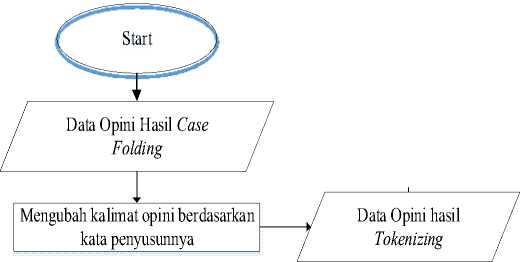 Start
Data Opini Hasil Case
Folding
Mengubah kalimat opini berdasarkan
kata penyusunnya
Data Opini hasil
Tokenizing